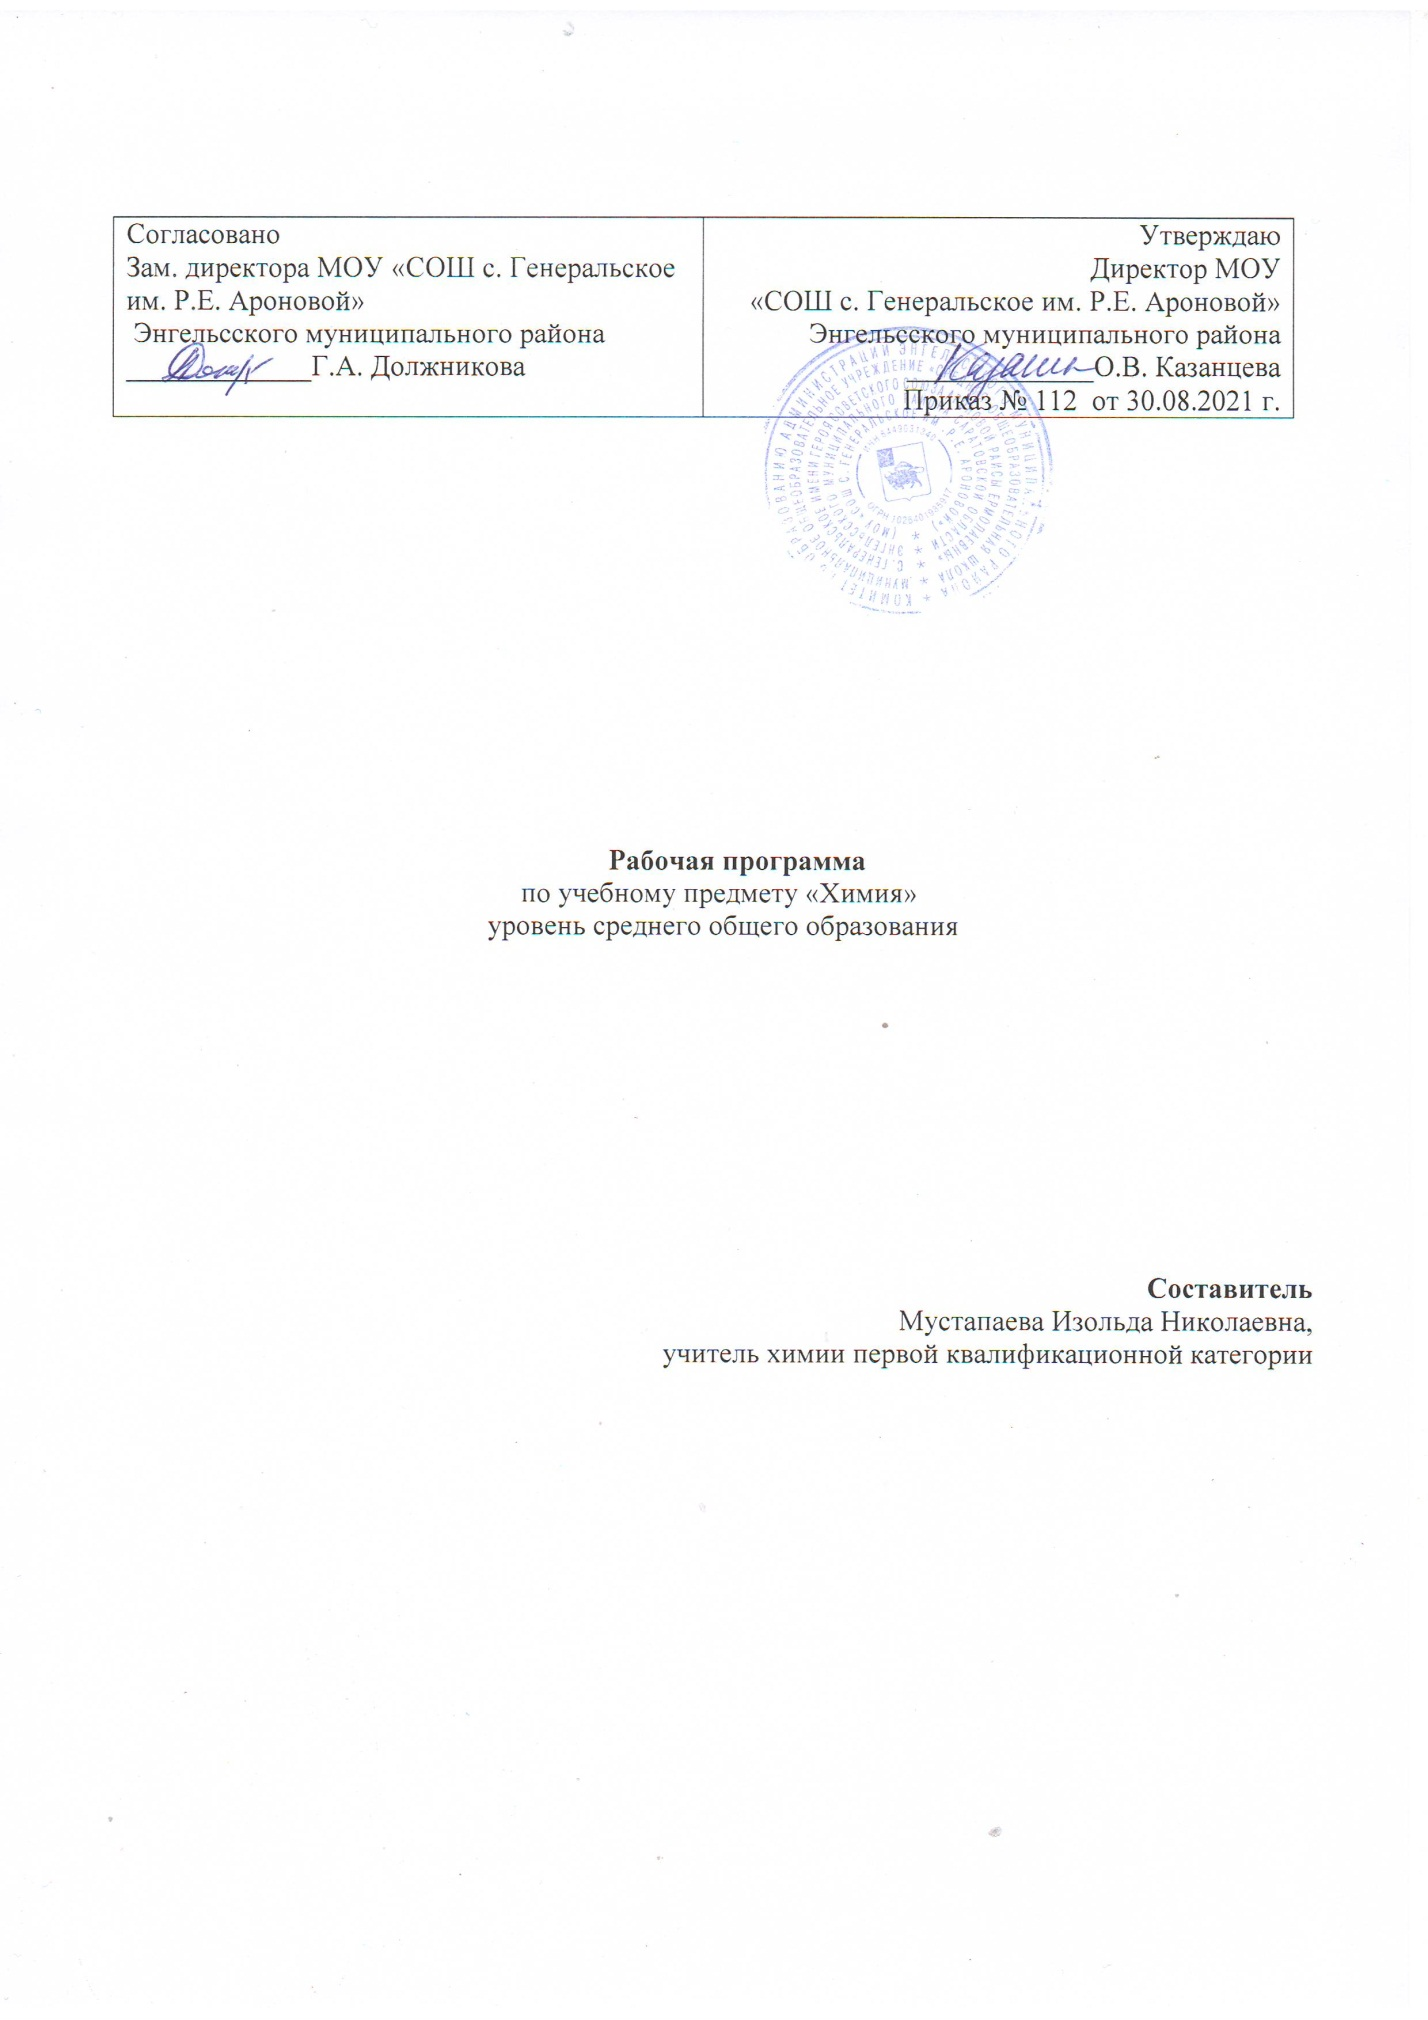 Согласовано
Зам. директора МОУ «СОШ с. Генеральское
им. Р.Е. Ароновой»
Энгельсского муниципального района
____________Г.А. Должникова
Утверждаю
Директор МОУ
«СОШ с. Генеральское им. Р.Е. Ароновой»
Энгельсского муниципального района
____________О.В. Казанцева
Приказ № 112 от 30.08.2021 г.
Рабочая программа
по учебному предмету «Химия»
уровень среднего общего образования
Составитель
Мустапаева Изольда Николаевна,
учитель химии первой квалификационной категории